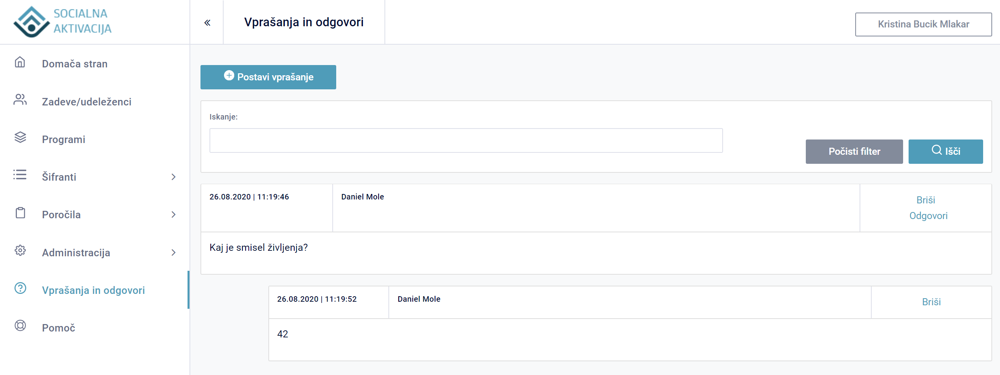 SOCIALNA
AKTIVACIJA
Vprašanja in odgovori
Kristina Bucik Mlakar
Domača stran
Zadeve/udeleženci
Programi
Šifranti
Poročila
Administracija
Vprašanja in odgovori
Pomoč
Postavi vprašanje
Iskanje:
Počisti filter
Išči
26.08.2020 | 11:19:46
Daniel Mole
Briši
Odgovori
Kaj je smisel življenja?
26.08.2020 | 11:19:52
Daniel Mole
Briši
42